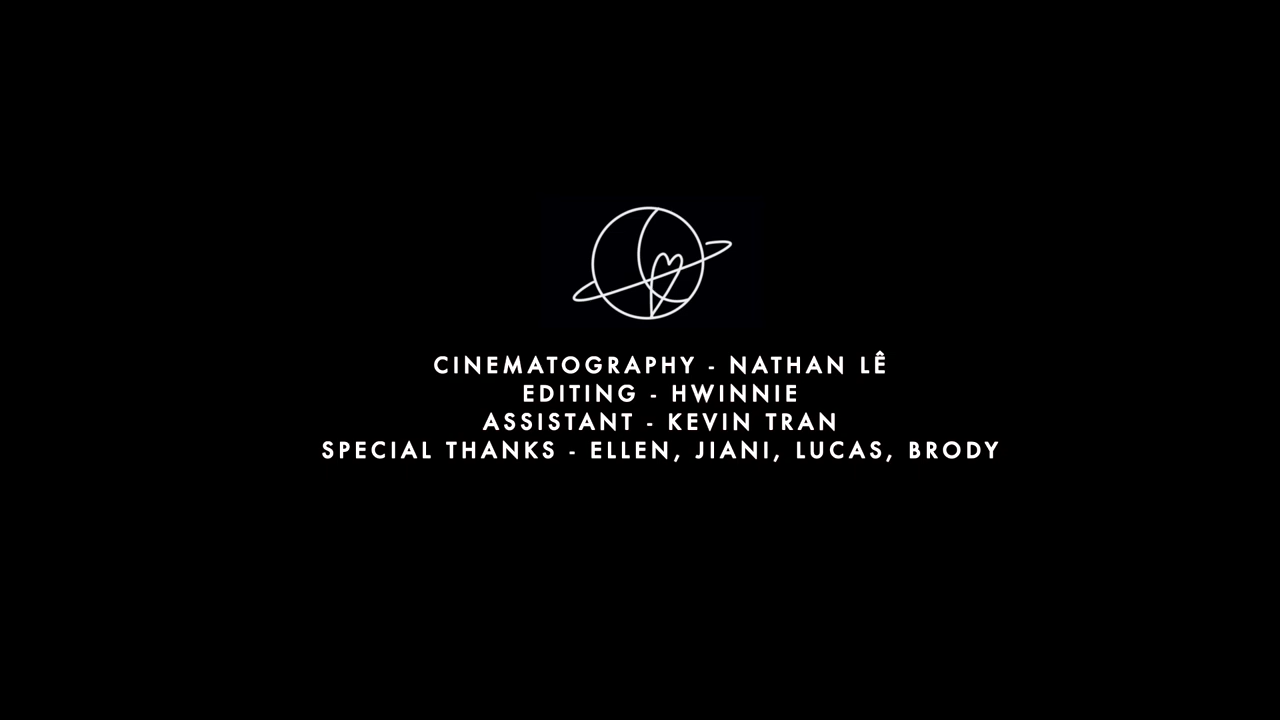 CINEMATOGRAPHY - NATHAN LÊ
EDITING - HWINNIE
ASSISTANT - KEVIN TRAN
SPECIAL THANKS - ELLEN, JIANI, LUCAS, BRODY